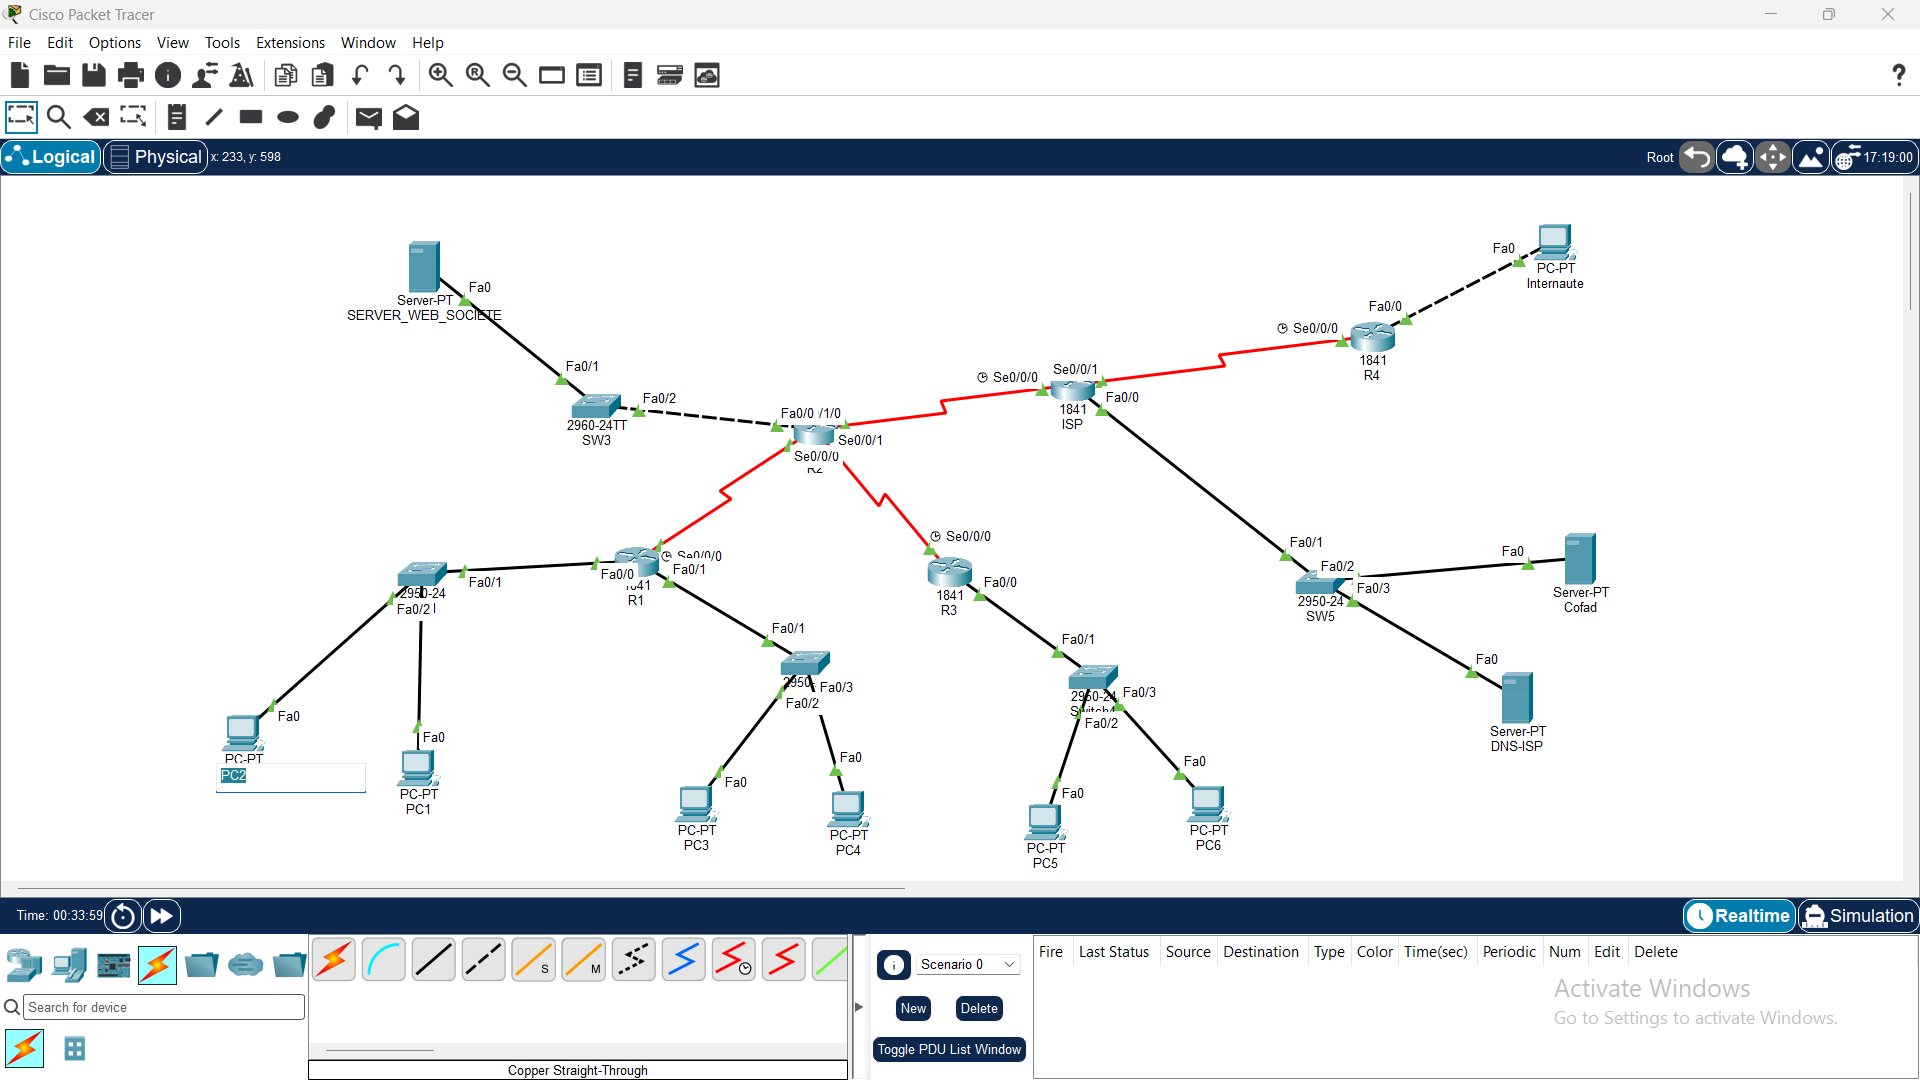 Cisco Packet Tracer
File Edit Options View Tools Extensions Window Help
Logical Physical x: 233, y: 598 Root 17:19:00
Fa0 PC-PT Internaute
Fa0/0
Se0/0/0 1841 R4
Fa0 Server-PT SERVER_WEB_SOCIETE
Fa0/1
Fa0/2 2960-24TT SW3
Fa0/0 /1/0
Se0/0/1
Se0/0/0
R2
Se0/0/0 Se0/0/1
Fa0/0
1841
ISP
Se0/0/0
Fa0/0
1841
R3
Se0/0/0
Fa0/0 Fa0/1
1841
R1
Fa0/1
2950-24
Fa0/2
Fa0/1
Fa0/2
Fa0/3
2950-24
SW5
Fa0
Server-PT
Cofad
Fa0
Server-PT
DNS-ISP
Fa0/1
2950-
Fa0/3
Fa0/2
Fa0/1
2950-24
Switch4
Fa0/3
Fa0/2
Fa0
PC-PT
PC2
Fa0
PC-PT
PC1
Fa0
PC-PT
PC3
Fa0
PC-PT
PC4
Fa0
PC-PT
PC5
Fa0
PC-PT
PC6
Time: 00:33:59 Realtime Simulation
S M
Search for device
Copper Straight-Through
Scenario 0
New Delete
Toggle PDU List Window
Fire Last Status Source Destination Type Color Time(sec) Periodic Num Edit Delete
Activate Windows
Go to Settings to activate Windows.